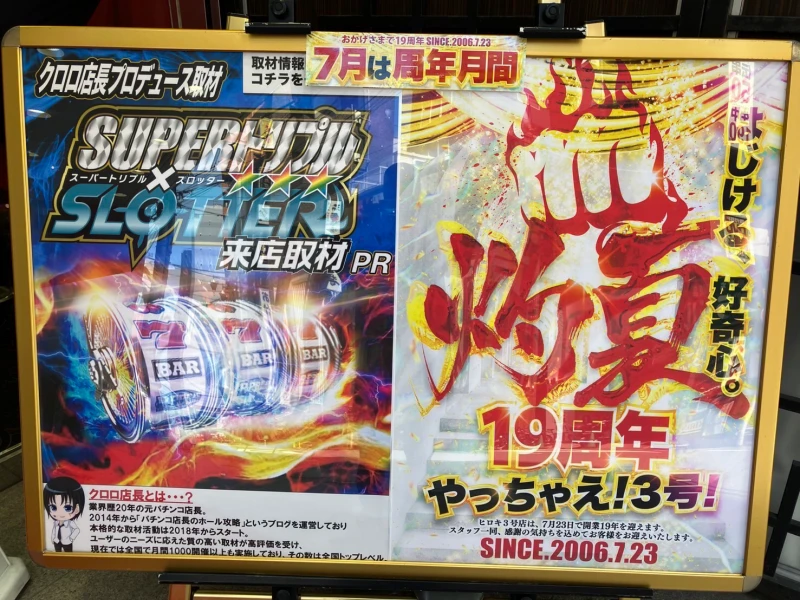 おかげさまで19周年 SINCE.2006.7.23
7月は周年月間
クロロ店長プロデュース取材
取材情報
コチラを
SUPERトリプル
スーパートリプル×スロッター
SLOTTER
来店取材 PR
7 7 7
BAR BAR BAR
クロロ店長とは・・・?
業界歴20年の元パチンコ店長。
2014年から「パチンコ店長のホール攻略」というブログを運営しており
本格的な取材活動は2018年からスタート。
ユーザーのニーズに応えた質の高い取材が高評価を受け、
現在では全国で月間1000開催以上も実施しており、その数は全国トップレベル
はじける、
好奇心。
灼夏
19周年
やっちゃえ!3号!
ヒロキ3号店は、7月23日で開業19年を迎えます。
スタッフ一同、感謝の気持ちを込めてお客様をお迎えいたします。
SINCE.2006.7.23